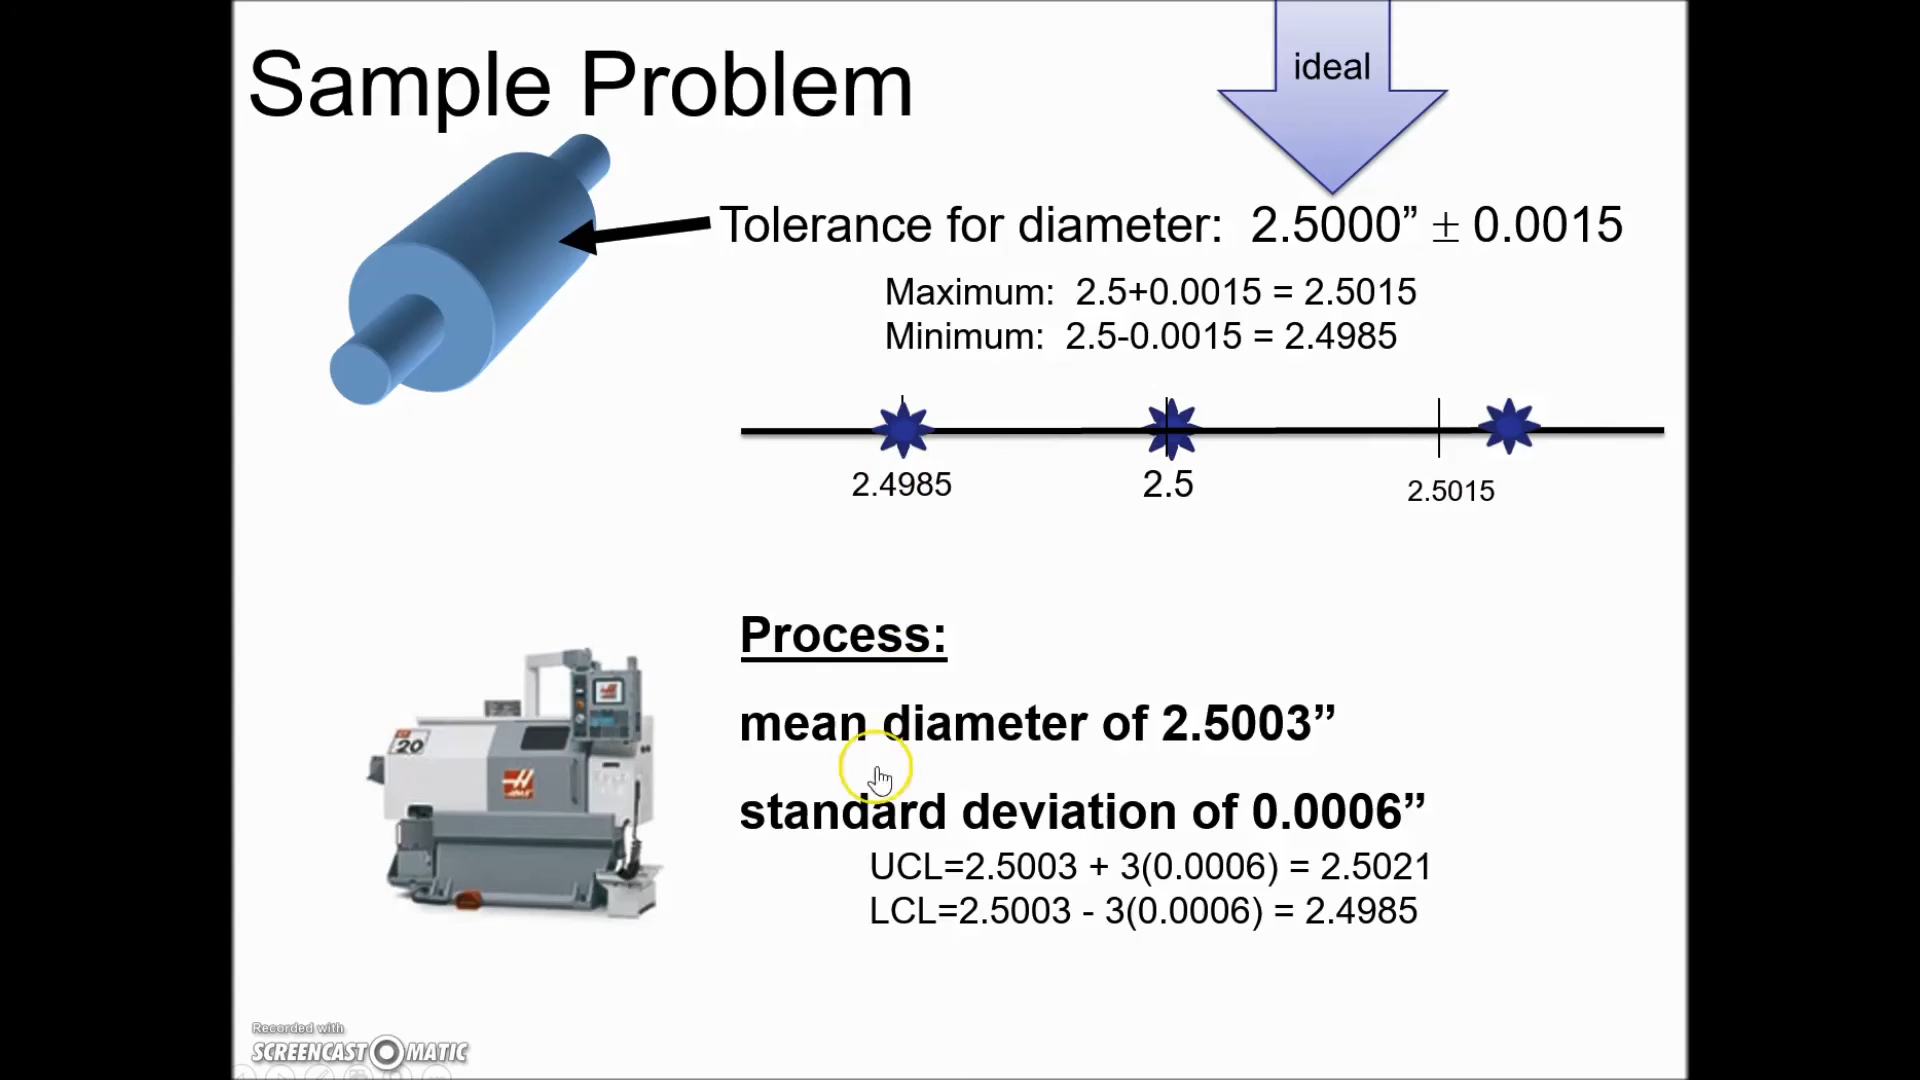 Sample Problem
ideal
Tolerance for diameter: 2.5000” ± 0.0015
Maximum: 2.5+0.0015 = 2.5015
Minimum: 2.5-0.0015 = 2.4985
2.4985
2.5
2.5015
Process:
mean diameter of 2.5003”
standard deviation of 0.0006”
UCL=2.5003 + 3(0.0006) = 2.5021
LCL=2.5003 - 3(0.0006) = 2.4985
20
Recorded with
SCREENCAST-O-MATIC